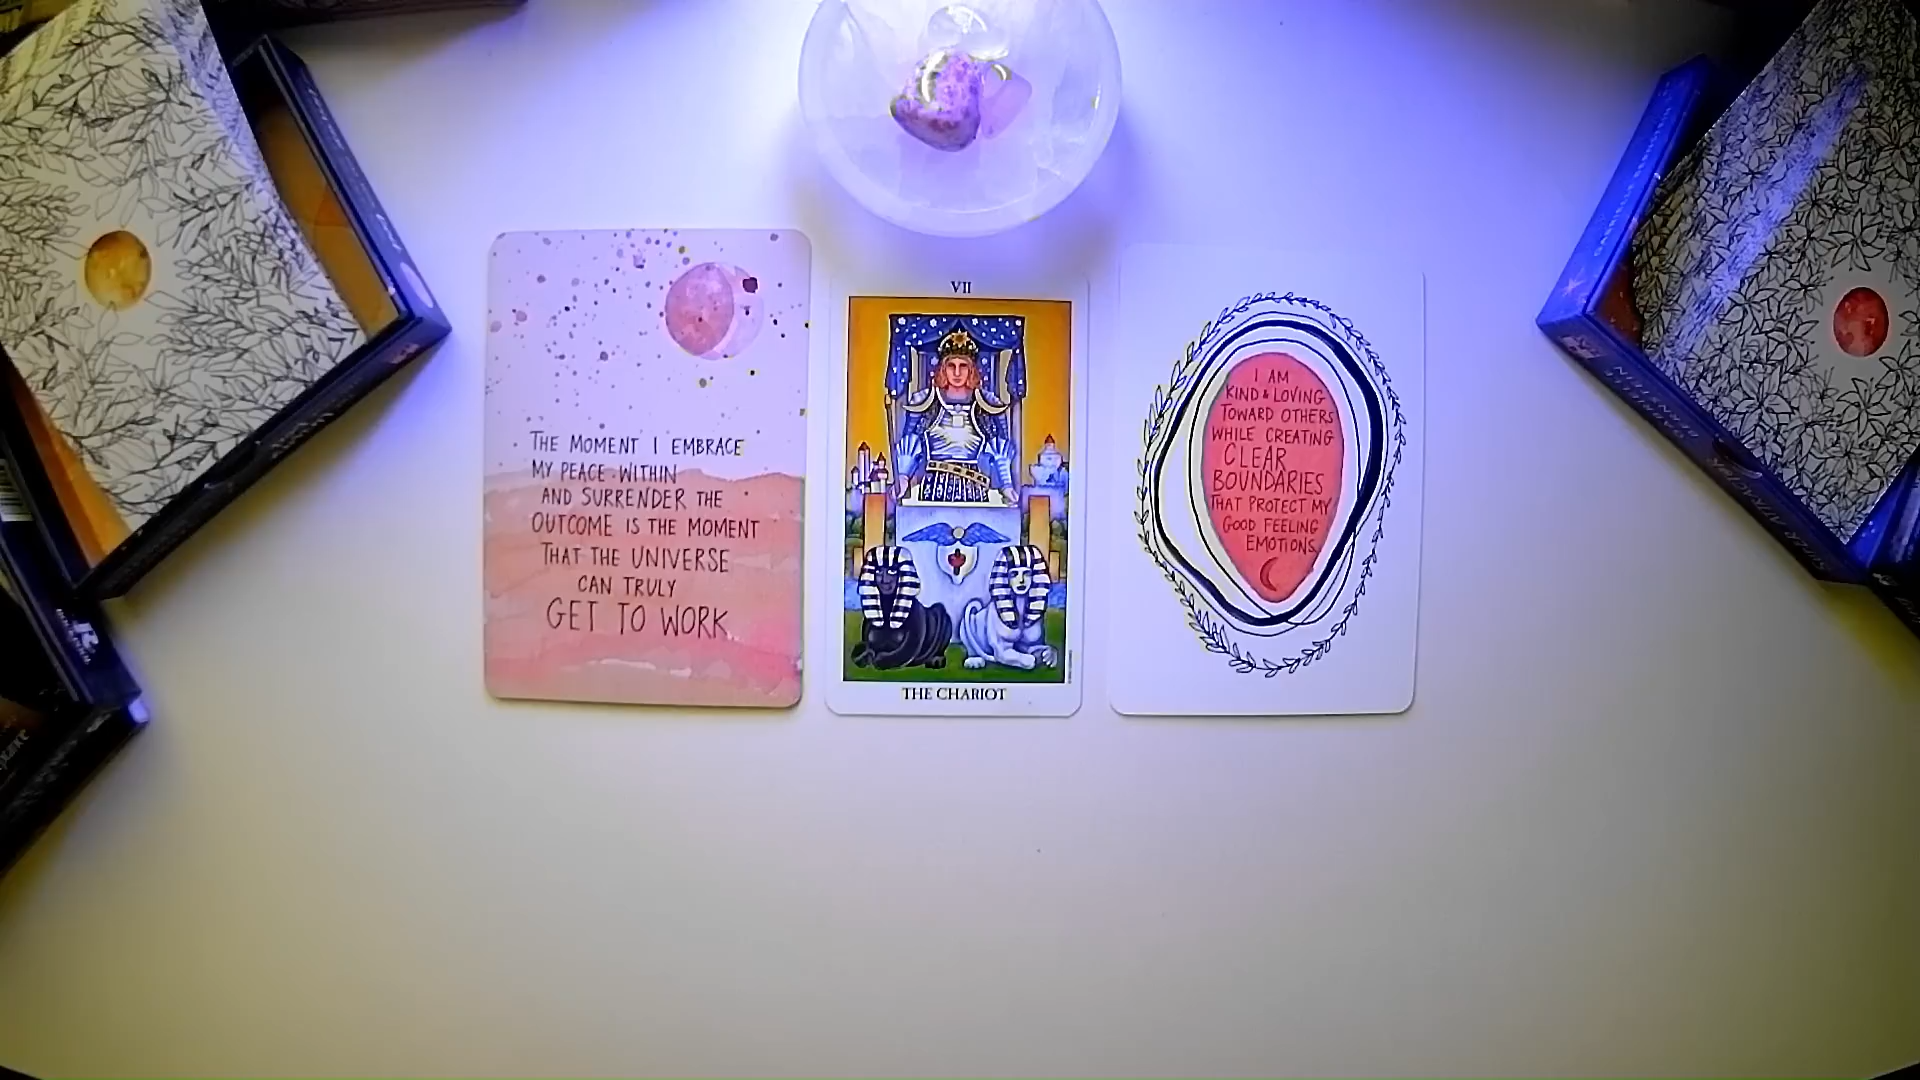 THE MOMENT I EMBRACE
MY PEACE WITHIN
AND SURRENDER THE
OUTCOME IS THE MOMENT
THAT THE UNIVERSE
CAN TRULY
GET TO WORK
VII
THE CHARIOT
I AM
KIND & LOVING
TOWARD OTHERS
WHILE CREATING
CLEAR
BOUNDARIES
THAT PROTECT MY
GOOD FEELING
EMOTIONS.